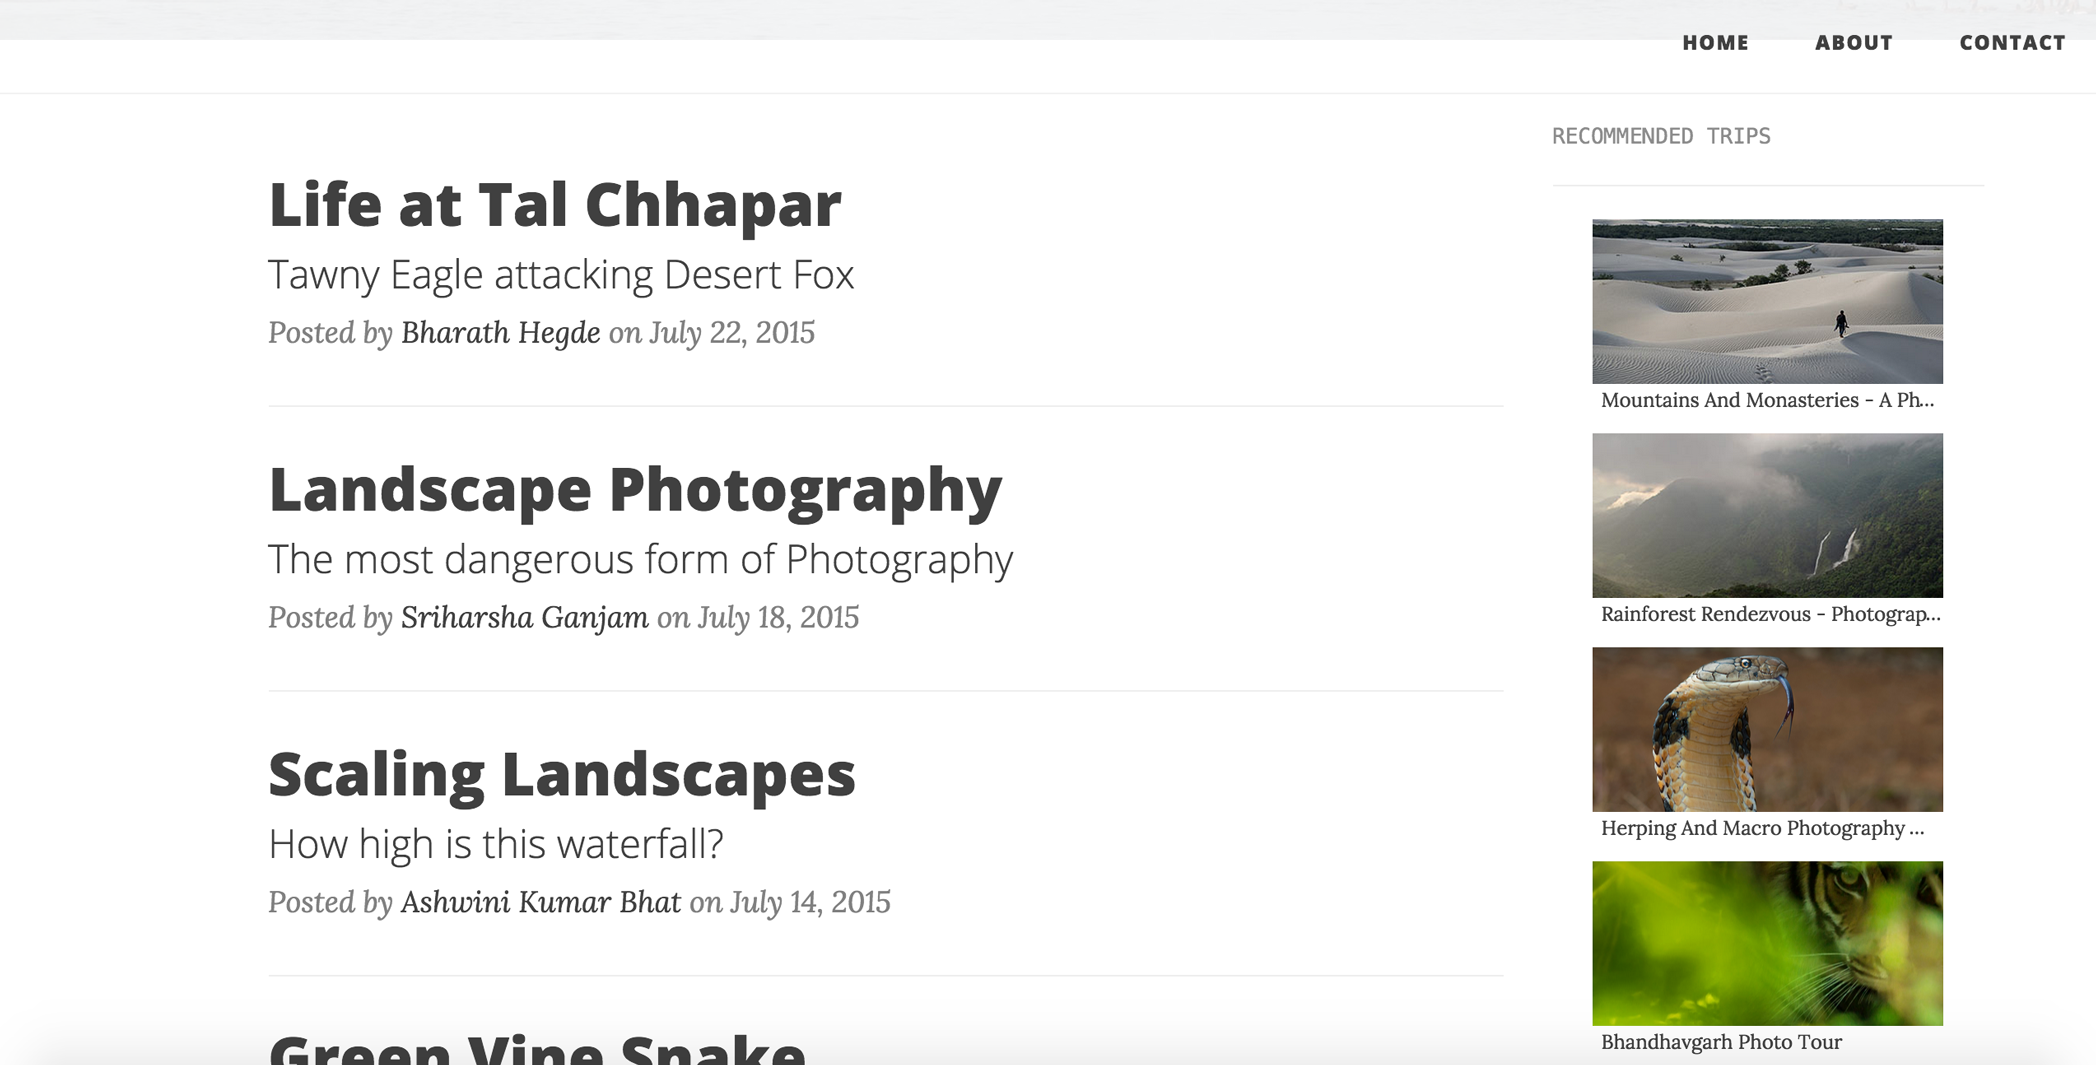 HOME ABOUT CONTACT
Life at Tal Chhapar
Tawny Eagle attacking Desert Fox
Posted by Bharath Hegde on July 22, 2015
Landscape Photography
The most dangerous form of Photography
Posted by Sriharsha Ganjam on July 18, 2015
Scaling Landscapes
How high is this waterfall?
Posted by Ashwini Kumar Bhat on July 14, 2015
Green Vine Snake
RECOMMENDED TRIPS
Mountains And Monasteries - A Ph...
Rainforest Rendezvous - Photograp...
Herping And Macro Photography ...
Bhandhavgarh Photo Tour